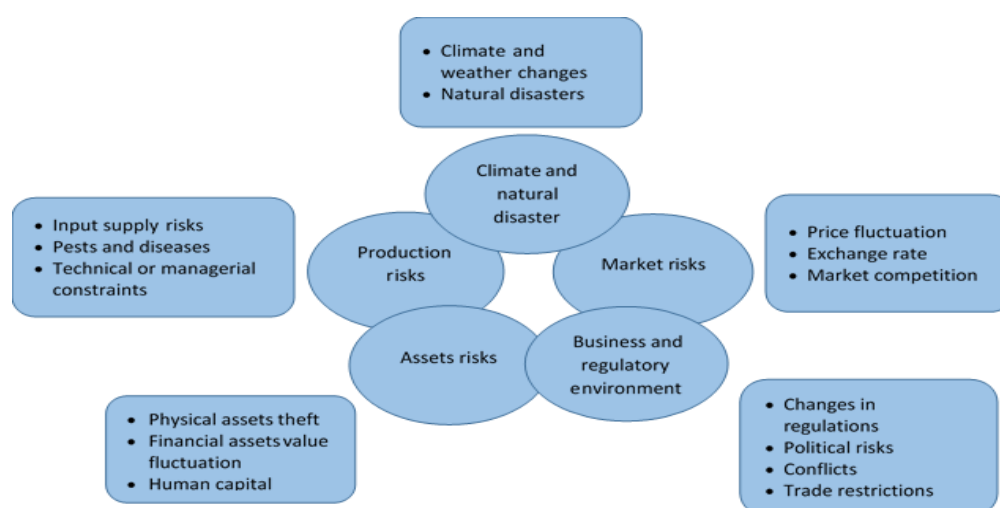 • Climate and
weather changes
• Natural disasters
Climate and
natural
disaster
• Input supply risks
• Pests and diseases
• Technical or managerial
constraints
Production
risks
Market risks
• Price fluctuation
• Exchange rate
• Market competition
Assets risks
Business and
regulatory
environment
• Physical assets theft
• Financial assets value
fluctuation
• Human capital
• Changes in
regulations
• Political risks
• Conflicts
• Trade restrictions